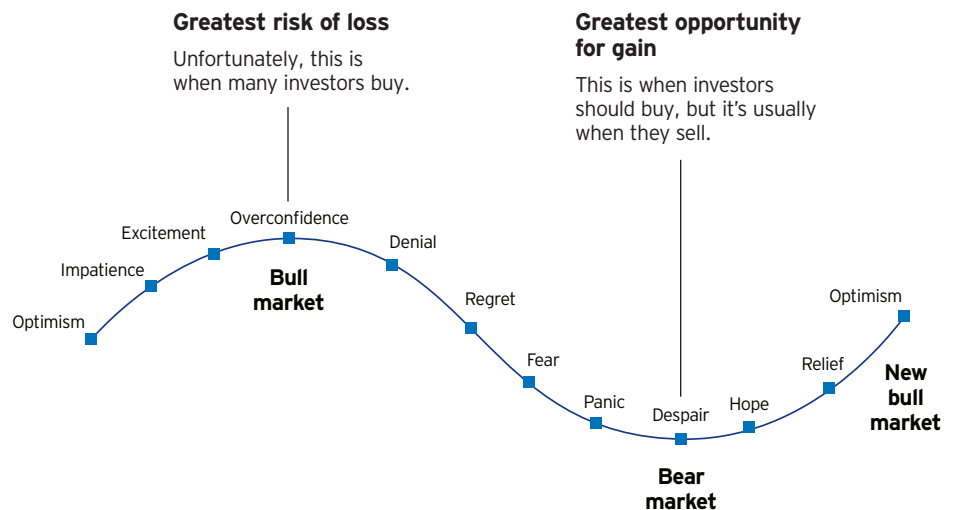 Greatest risk of loss
Unfortunately, this is
when many investors buy.
Greatest opportunity
for gain
This is when investors
should buy, but it's usually
when they sell.
Optimism
Impatience
Excitement
Overconfidence
Bull
market
Denial
Regret
Fear
Panic
Despair
Bear
market
Hope
Relief
Optimism
New
bull
market